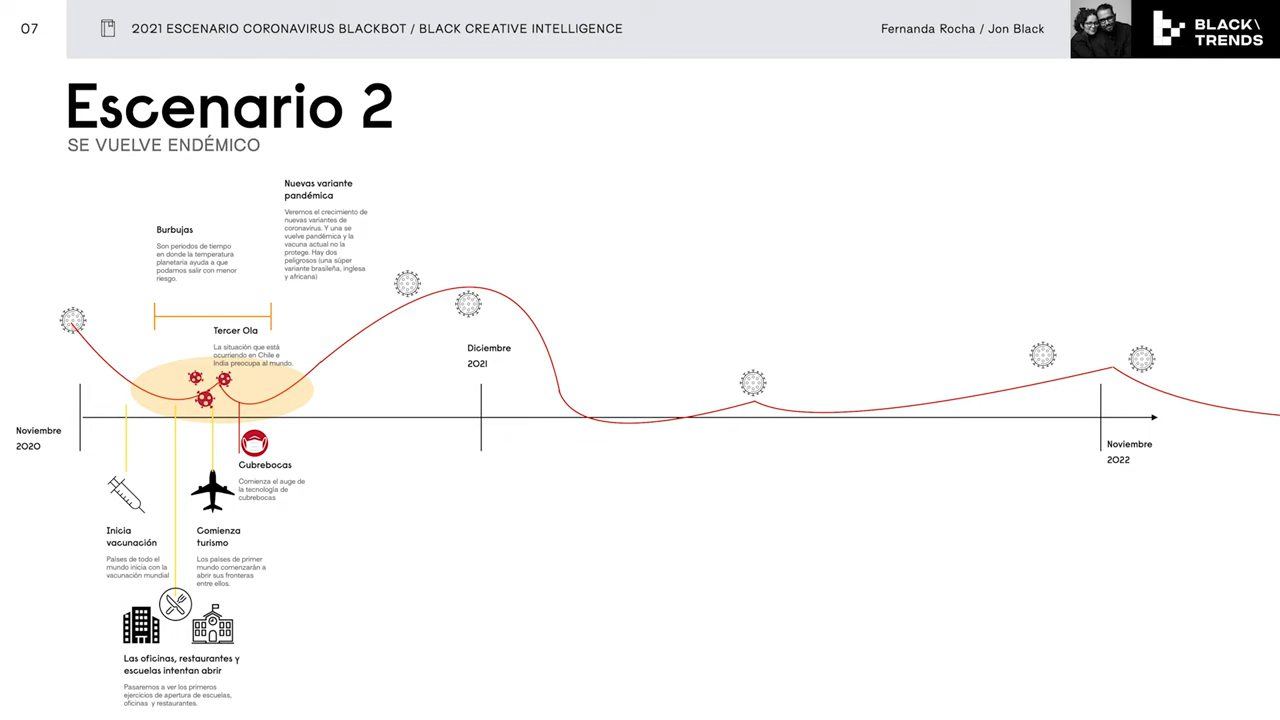 07
2021 ESCENARIO CORONAVIRUS BLACKBOT / BLACK CREATIVE INTELLIGENCE
Fernanda Rocha / Jon Black
BLACK\
TRENDS
Escenario 2
SE VUELVE ENDÉMICO
Nuevas variante
pandémica
Veremos el crecimiento de
nuevas variantes de
coronavirus. Y una se
vuelve pandémica y la
vacuna actual no la
protege. Hay dos
peligrosos (una súper
variante brasileña, inglesa
y africana)
Burbujas
Son periodos de tiempo
en donde la temperatura
planetaría ayuda a que
podamos salir con menor
riesgo.
Tercer Ola
La situación que está
ocurriendo en Chile e
India preocupa al mundo.
Diciembre
2021
Noviembre
2020
Noviembre
2022
Cubrebocas
Comienza el auge de
la tecnología de
cubrebocas
Inicia
vacunación
Países de todo el
mundo inicia con la
vacunación mundial
Comienza
turismo
Los países de primer
mundo comenzarán a
abrir sus fronteras
entre ellos.
Las oficinas, restaurantes y
escuelas intentan abrir
Pasaremos a ver los primeros
ejercicios de apertura de escuelas,
oficinas y restaurantes.